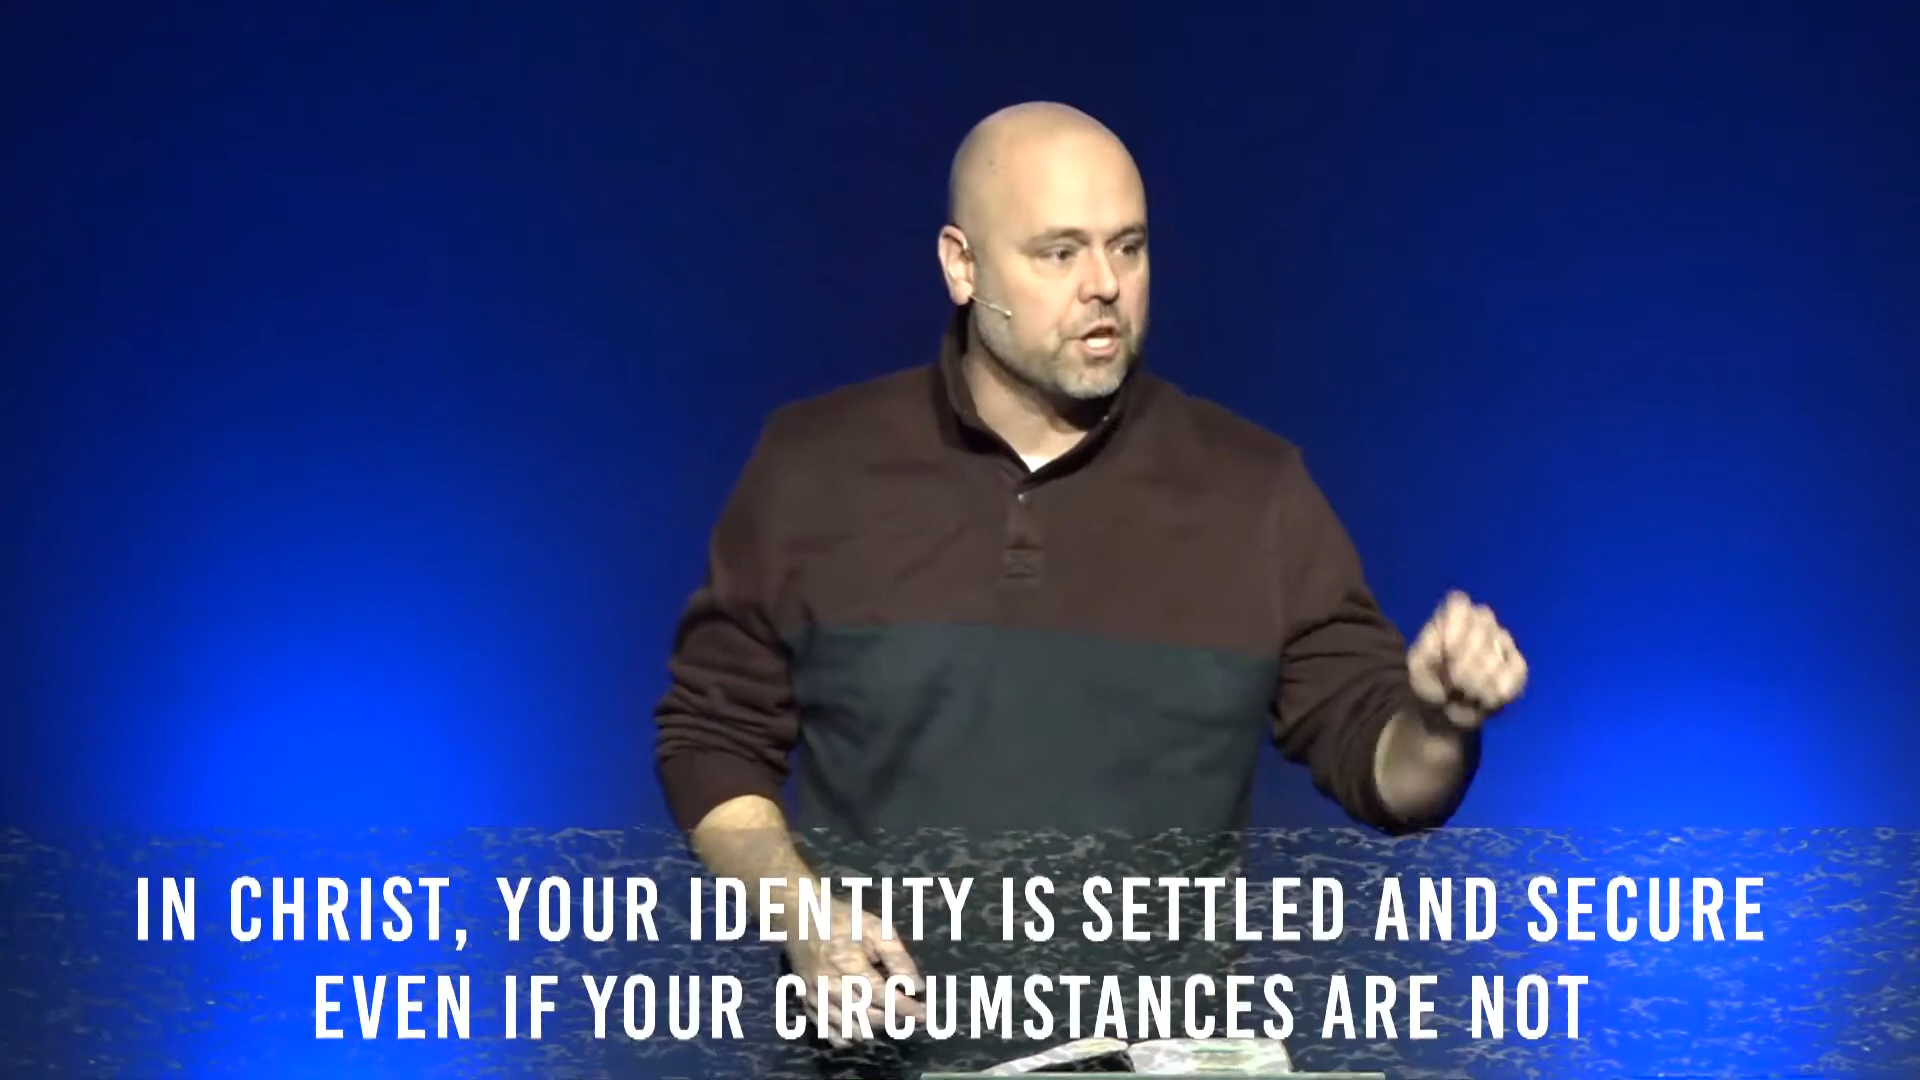 IN CHRIST, YOUR IDENTITY IS SETTLED AND SECURE
EVEN IF YOUR CIRCUMSTANCES ARE NOT